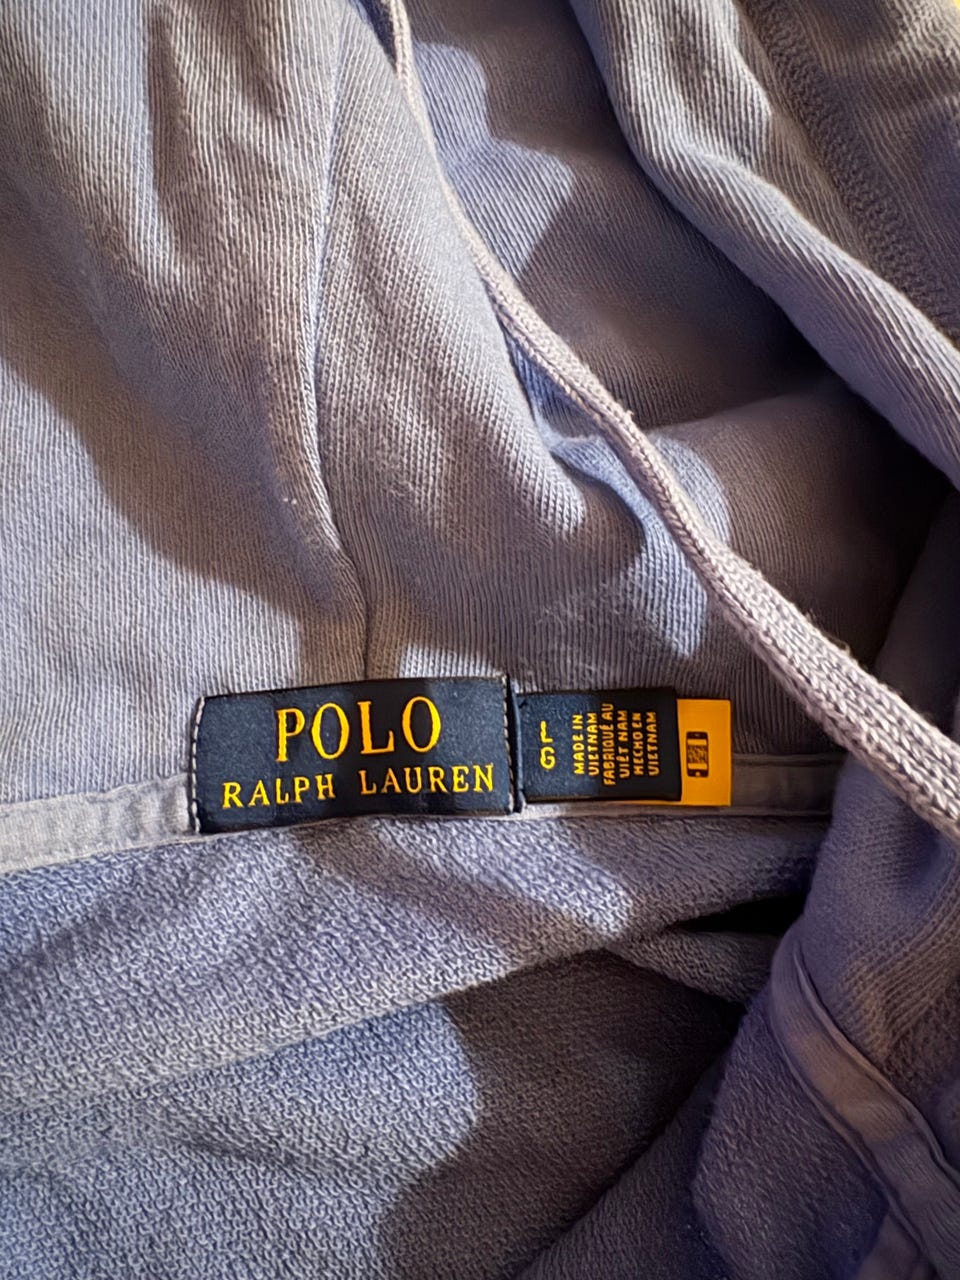 POLO
RALPH LAUREN
L
G
MADE IN
VIETNAM
FABRIQUÉ AU
VIÊT NAM
HECHO EN
VIETNAM